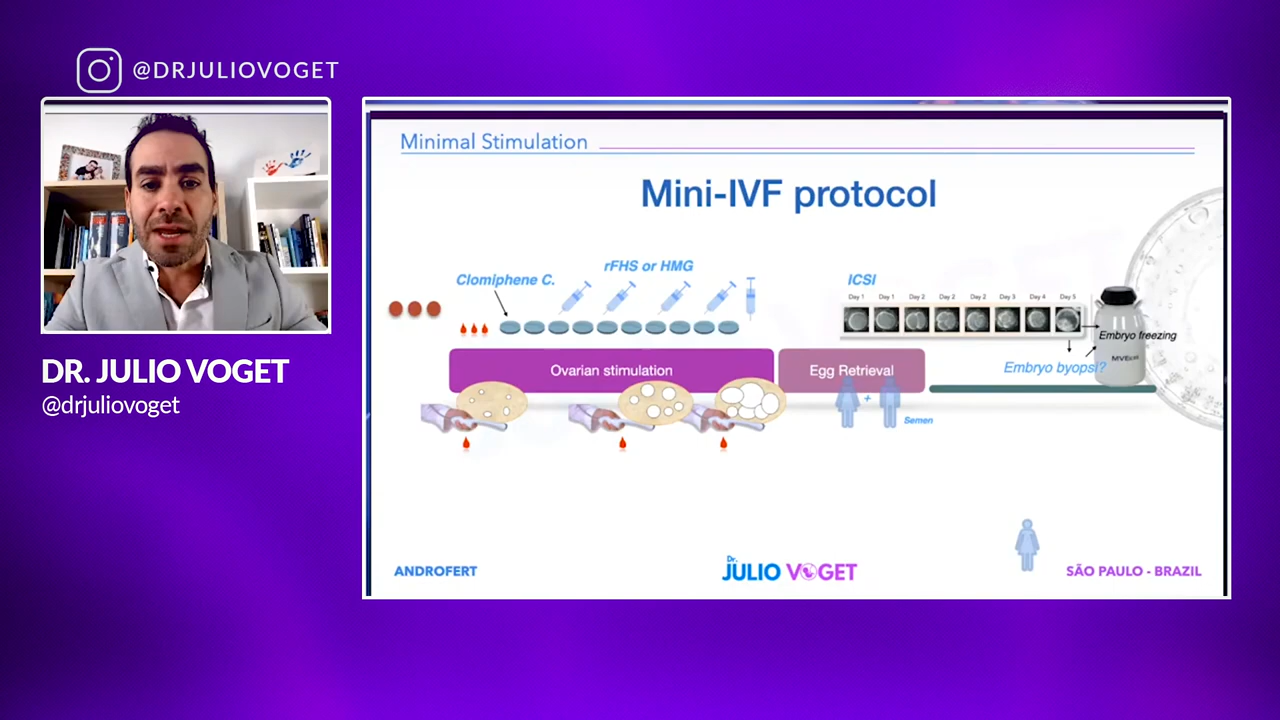 @DRJULIOVOGET
DR. JULIO VOGET
@drjuliovoget
Minimal Stimulation
Mini-IVF protocol
Clomiphene C.
rFHS or HMG
ICSI
Day 1 Day 1 Day 2 Day 2 Day 2 Day 3 Day 4 Day 5
Embryo freezing
Embryo byopsi?
Ovarian stimulation
Egg Retrieval
+
Semen
ANDROFERT
Dr.
JÚLIO VOGET
SÃO PAULO - BRAZIL